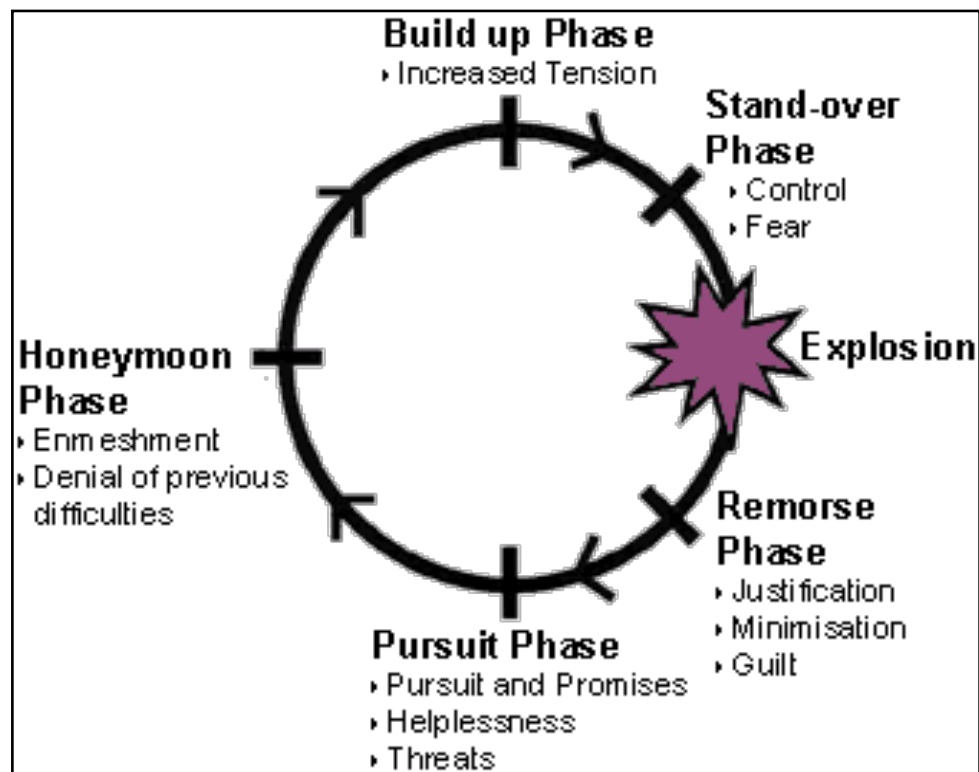 Build up Phase
‣ Increased Tension
Stand-over
Phase
‣ Control
‣ Fear
Explosion
Remorse
Phase
‣ Justification
‣ Minimisation
‣ Guilt
Pursuit Phase
‣ Pursuit and Promises
‣ Helplessness
‣ Threats
Honeymoon
Phase
‣ Enmeshment
‣ Denial of previous
difficulties